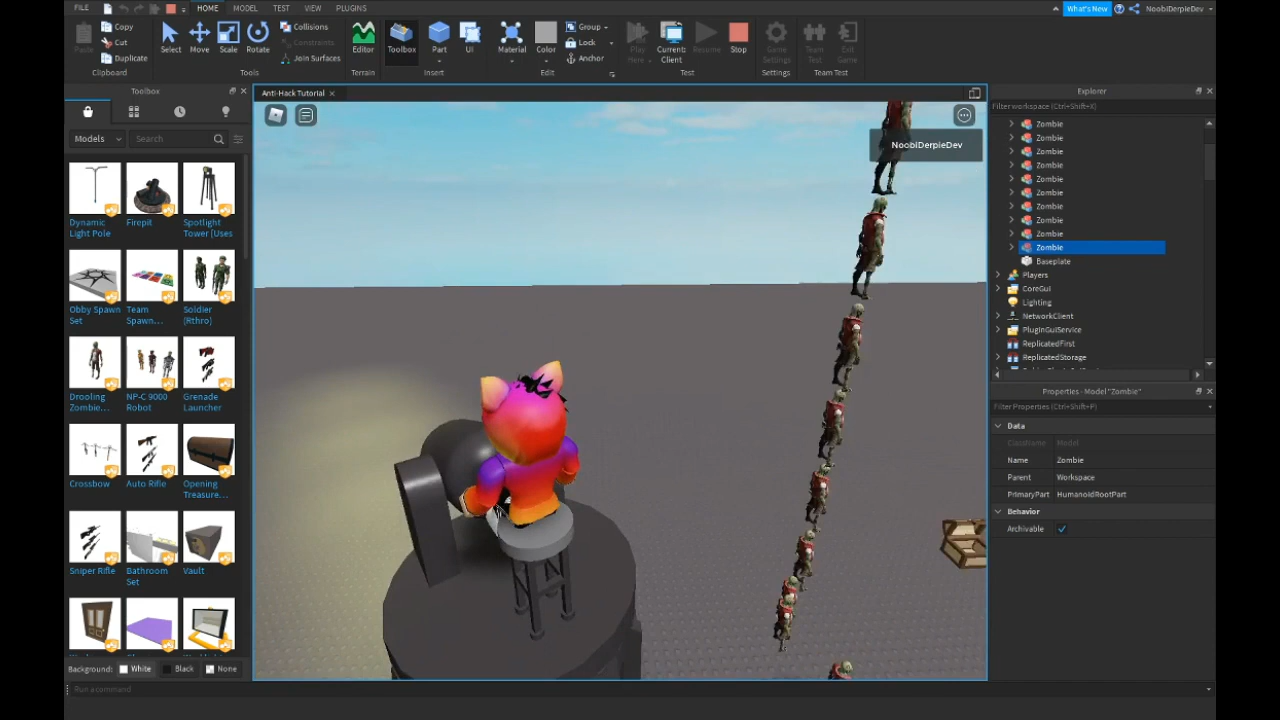 FILE
HOME
MODEL
TEST
VIEW
PLUGINS
What's New
NoobiDerpieDev
Paste
Copy
Cut
Duplicate
Clipboard
Select
Move
Scale
Rotate
Collisions
Constraints
Join Surfaces
Tools
Editor
Terrain
Toolbox
Part
UI
Insert
Material
Color
Group
Lock
Anchor
Edit
Play
Here
Current:
Client
Resume
Stop
Test
Game
Settings
Settings
Team
Test
Exit
Game
Team Test
Toolbox
Models
Search
Dynamic
Light Pole
Firepit
Spotlight
Tower (Uses
Obby Spawn
Set
Team
Spawn...
Soldier
(Rthro)
Drooling
Zombie...
NP-C 9000
Robot
Grenade
Launcher
Crossbow
Auto Rifle
Opening
Treasure...
Sniper Rifle
Bathroom
Set
Vault
Background:
White
Black
None
Run a command
Anti-Hack Tutorial
NoobiDerpieDev
Explorer
Filter workspace (Ctrl+Shift+X)
Zombie
Zombie
Zombie
Zombie
Zombie
Zombie
Zombie
Zombie
Zombie
Zombie
Baseplate
Players
CoreGui
Lighting
NetworkClient
PluginGuiService
ReplicatedFirst
ReplicatedStorage
Properties - Model "Zombie"
Filter Properties (Ctrl+Shift+P)
Data
ClassName Model
Name Zombie
Parent Workspace
PrimaryPart HumanoidRootPart
Behavior
Archivable